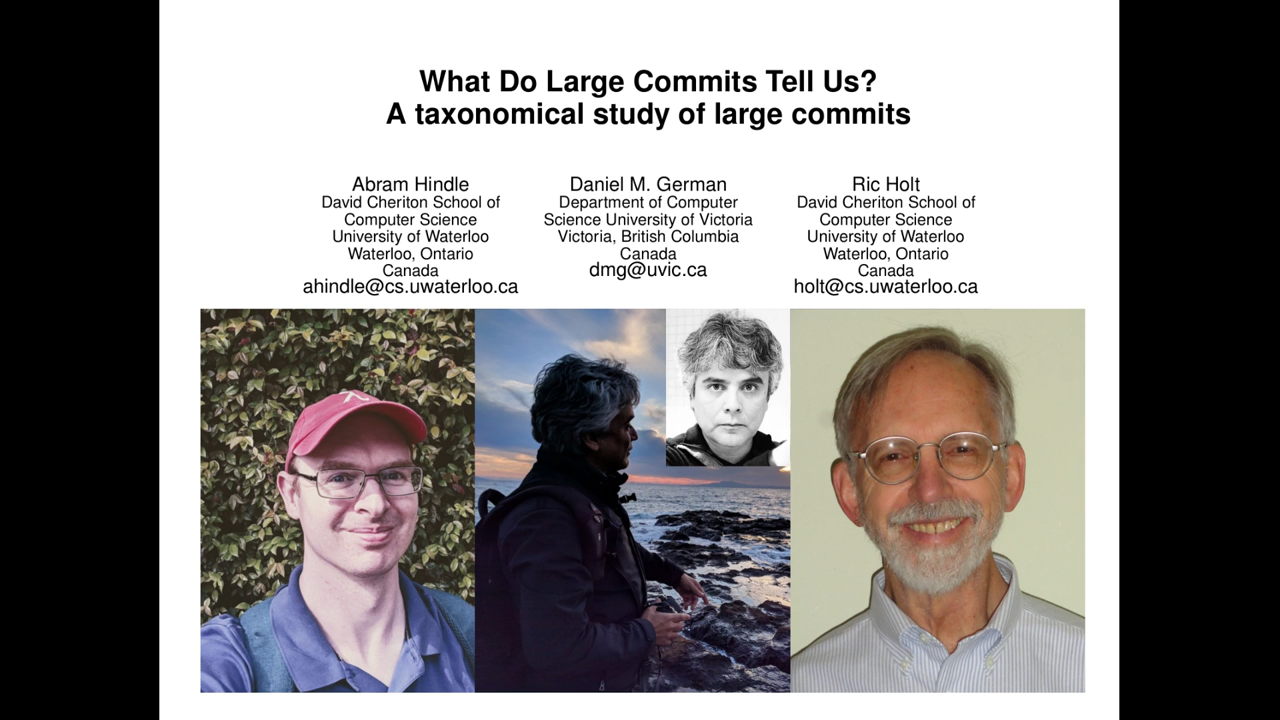 What Do Large Commits Tell Us?
A taxonomical study of large commits
Abram Hindle
David Cheriton School of
Computer Science
University of Waterloo
Waterloo, Ontario
Canada
ahindle@cs.uwaterloo.ca
Daniel M. German
Department of Computer
Science University of Victoria
Victoria, British Columbia
Canada
dmg@uvic.ca
Ric Holt
David Cheriton School of
Computer Science
University of Waterloo
Waterloo, Ontario
Canada
holt@cs.uwaterloo.ca